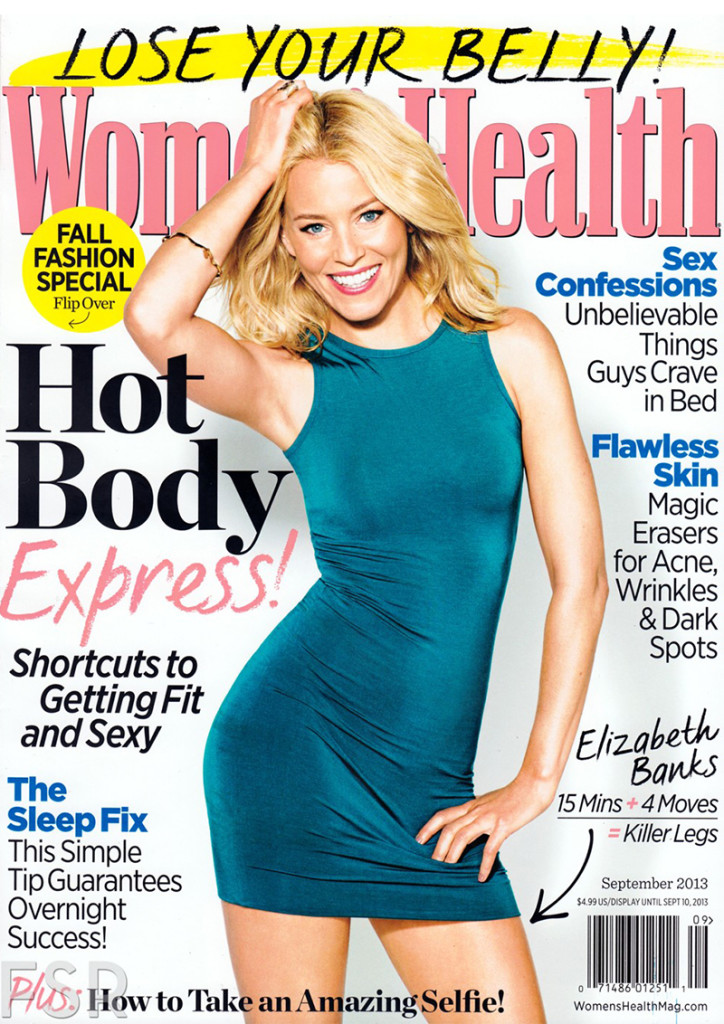 LOSE YOUR BELLY!
Women's Health
FALL
FASHION
SPECIAL
Flip Over
Hot
Body
Express!
Shortcuts to
Getting Fit
and Sexy
The
Sleep Fix
This Simple
Tip Guarantees
Overnight
Success!
Sex
Confessions
Unbelievable
Things
Guys Crave
in Bed
Flawless
Skin
Magic
Erasers
for Acne,
Wrinkles
& Dark
Spots
Elizabeth
Banks
15 Mins + 4 Moves
= Killer Legs
September 2013
$4.99 US/DISPLAY UNTIL SEPT 10, 2013
09>
0 71486 01251 1
WomensHealthMag.com
FSR
Plus: How to Take an Amazing Selfie!